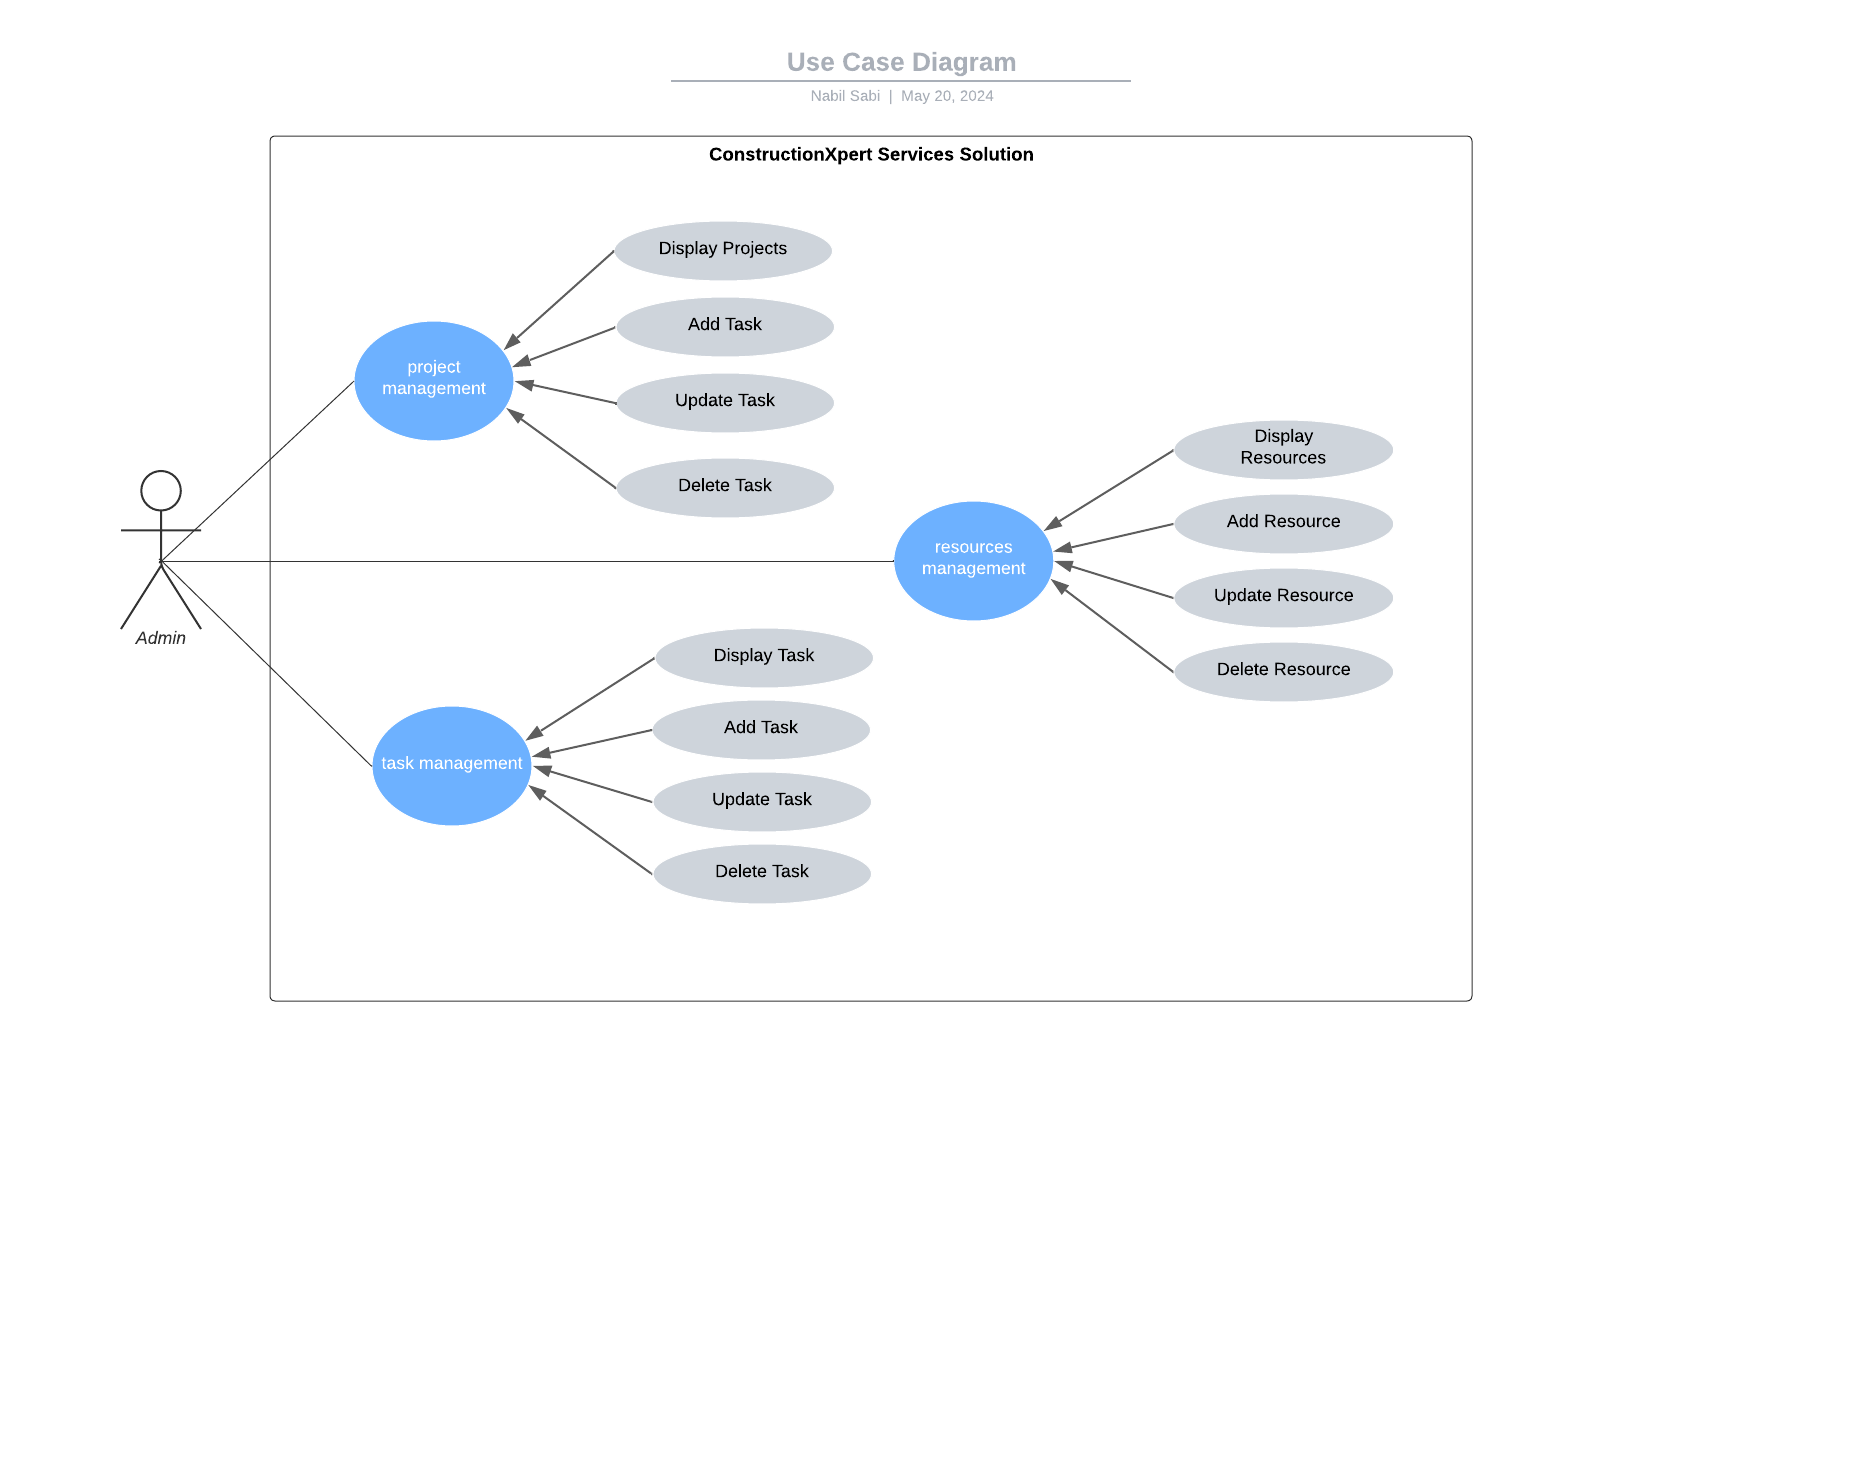 Use Case Diagram
Nabil Sabi | May 20, 2024
ConstructionXpert Services Solution
Display Projects
Add Task
Update Task
Delete Task
project
management
Display
Resources
Add Resource
Update Resource
Delete Resource
resources
management
Admin
Display Task
Add Task
Update Task
Delete Task
task management